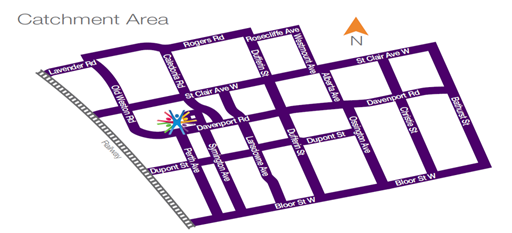 Catchment Area
N
Rogers Rd
Rosecliffe Ave
Lavender Rd
Caledonia Rd
Dufferin St
Westmount Ave
St Clair Ave W
Old Weston Rd
St Clair Ave W
Alberta Ave
Davenport Rd
Bathurst St
Davenport Rd
Ossington Ave
Christie St
Railway
Perth Ave
Symington Ave
Lansdowne Ave
Dufferin St
Dupont St
Dupont St
Bloor St W
Bloor St W